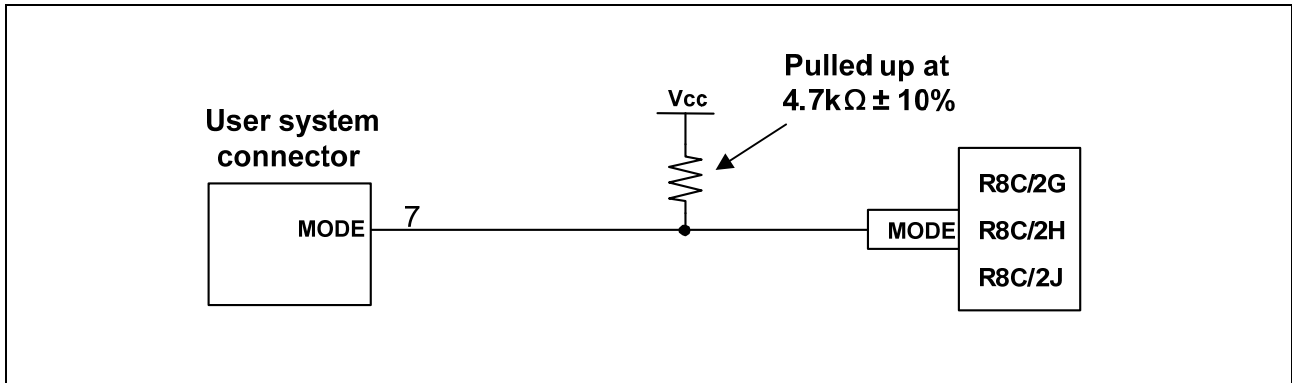 Pulled up at
4.7kΩ ± 10%
Vcc
User system
connector
MODE
7
MODE
R8C/2G
R8C/2H
R8C/2J